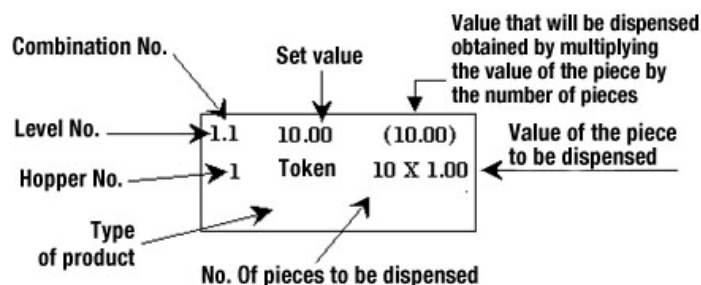 Value that will be dispensed
obtained by multiplying
the value of the piece by
the number of pieces
Combination No.
Set value
Level No.
1.1 10.00 (10.00)
Value of the piece
to be dispensed
Hopper No.
1 Token 10 X 1.00
Type
of product
No. Of pieces to be dispensed